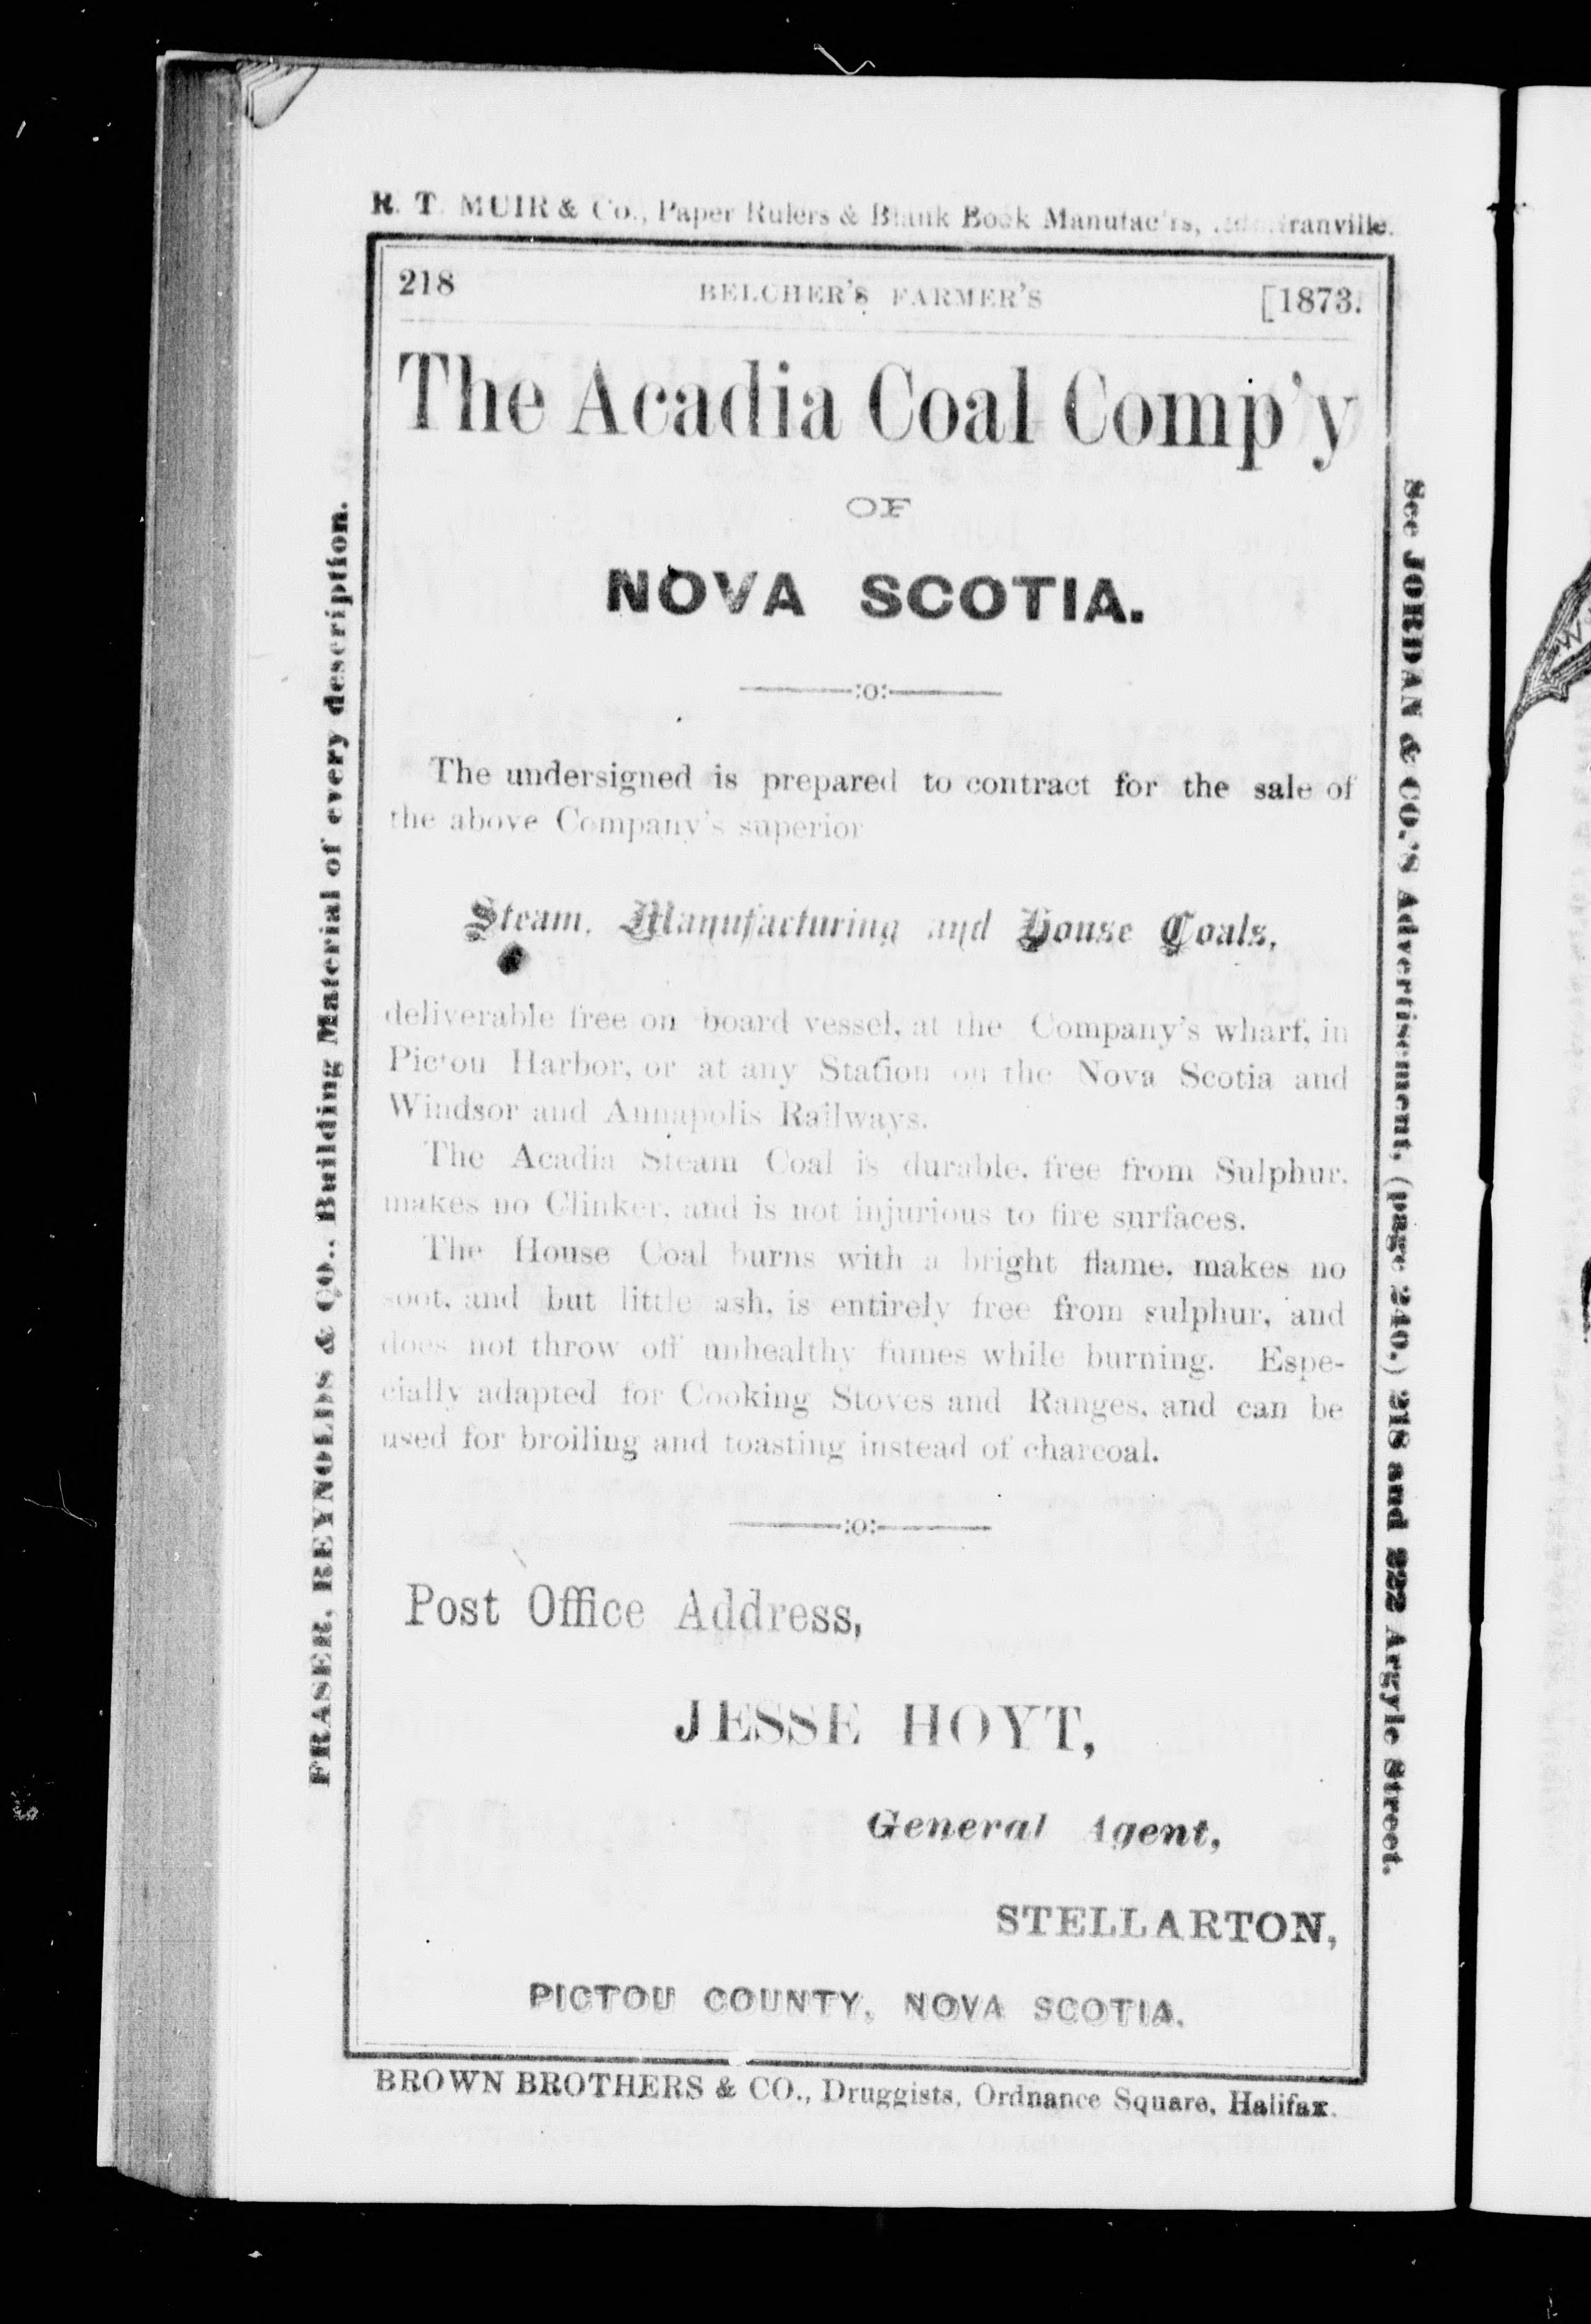 R. T. MUIR & Co., Paper Rulers & Blank Book Manufac'rs,
218 BELCHER'S FARMER'S [1873.
The Acadia Coal Comp'y
OF
NOVA SCOTIA.
:o:
The undersigned is prepared to contract for the sale of
the above Company's superior
Steam, Manufacturing and House Coals,
deliverable free on board vessel, at the Company's wharf, in
Pictou Harbor, or at any Station on the Nova Scotia and
Windsor and Annapolis Railways.
The Acadia Steam Coal is durable, free from Sulphur,
makes no Clinker, and is not injurious to fire surfaces.
The House Coal burns with a bright flame, makes no
soot, and but little ash, is entirely free from sulphur, and
does not throw off unhealthy fumes while burning. Espe-
cially adapted for Cooking Stoves and Ranges, and can be
used for broiling and toasting instead of charcoal.
:o:
Post Office Address,
JESSE HOYT,
General Agent,
STELLARTON,
PICTOU COUNTY, NOVA SCOTIA.
BROWN BROTHERS & CO., Druggists, Ordnance Square, Halifax.
FRASER, REYNOLDS & CO., Building Material of every description.
See JORDAN & CO.'S Advertisement, (page 240.) 218 and 222 Argyle Street.